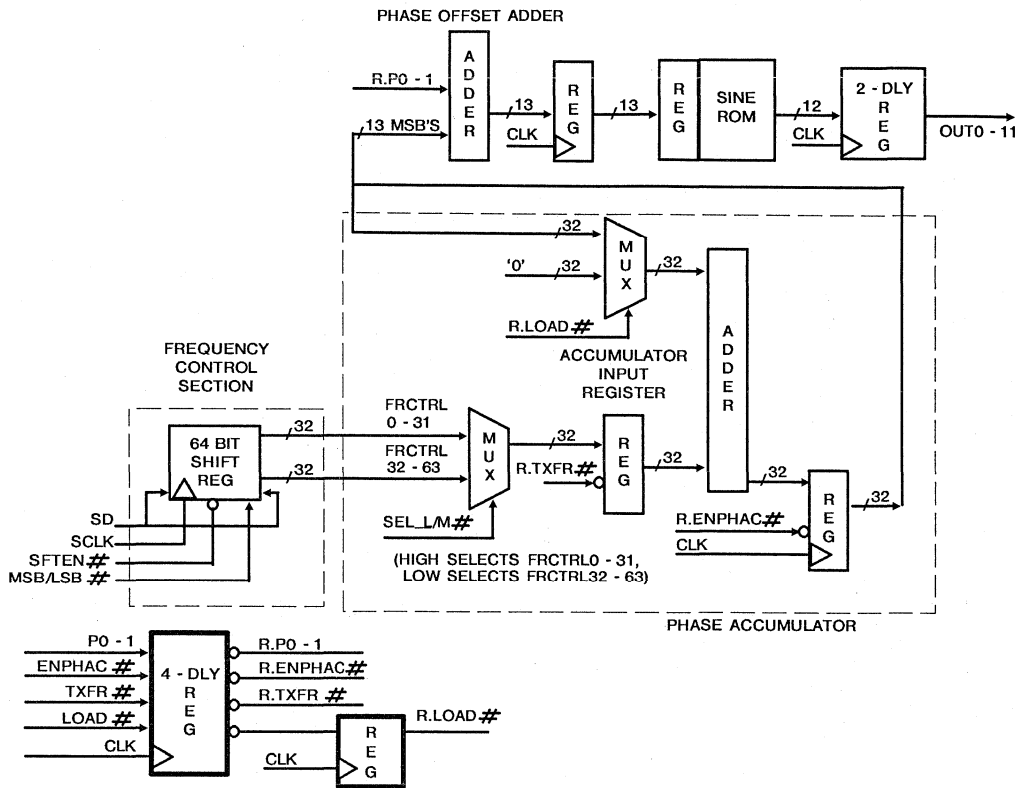 PHASE OFFSET ADDER
ADDER
R.P0 - 1
13 MSB'S
13
CLK
REG
13
REG
SINE
ROM
12
CLK
2 - DLY
REG
OUT0 - 11
32
'0'
32
MUX
32
R.LOAD #
ADDER
ACCUMULATOR
INPUT
REGISTER
FREQUENCY
CONTROL
SECTION
64 BIT
SHIFT
REG
32
32
FRCTRL
0 - 31
FRCTRL
32 - 63
MUX
32
R.TXFR #
REG
32
SEL_L/M #
(HIGH SELECTS FRCTRL0 - 31,
LOW SELECTS FRCTRL32 - 63)
32
R.ENPHAC #
CLK
REG
32
SD
SCLK
SFTEN #
MSB/LSB #
PHASE ACCUMULATOR
P0 - 1
ENPHAC #
TXFR #
LOAD #
CLK
4 - DLY
REG
R.P0 - 1
R.ENPHAC #
R.TXFR #
R.LOAD #
CLK
REG